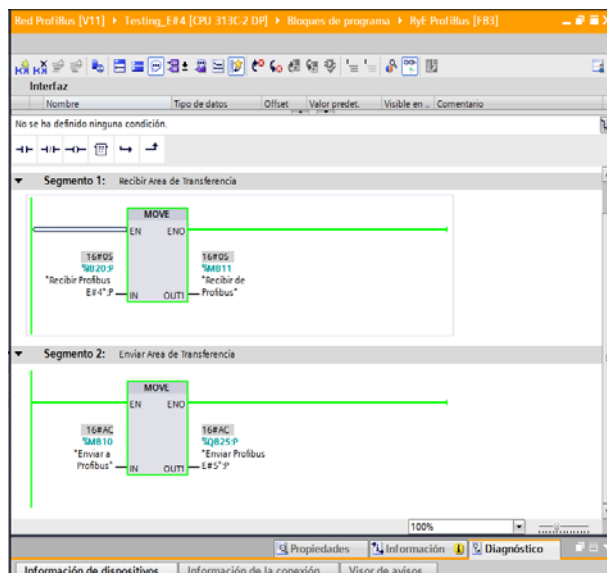 Red ProfiBus [V11] ▸ Testing_E#4 [CPU 313C-2 DP] ▸ Bloques de programa ▸ RyE ProfiBus [FB3]
Interfaz
Nombre Tipo de datos Offset Valor predet. Visible en .. Comentario
No se ha definido ninguna condición.
Segmento 1: Recibir Area de Transferencia
MOVE
EN ENO
16#05 16#05
%IB20:P %MB11
"Recibir Profibus "Recibir de
E#4":P IN OUT1 Profibus"
Segmento 2: Enviar Area de Transferencia
MOVE
EN ENO
16#AC 16#AC
%MB10 %QB25:P
"Enviar a "Enviar Profibus
Profibus" IN OUT1 E#5":P
100%
Propiedades Información Diagnóstico
Información de dispositivos Información de la conexión Visor de avisos